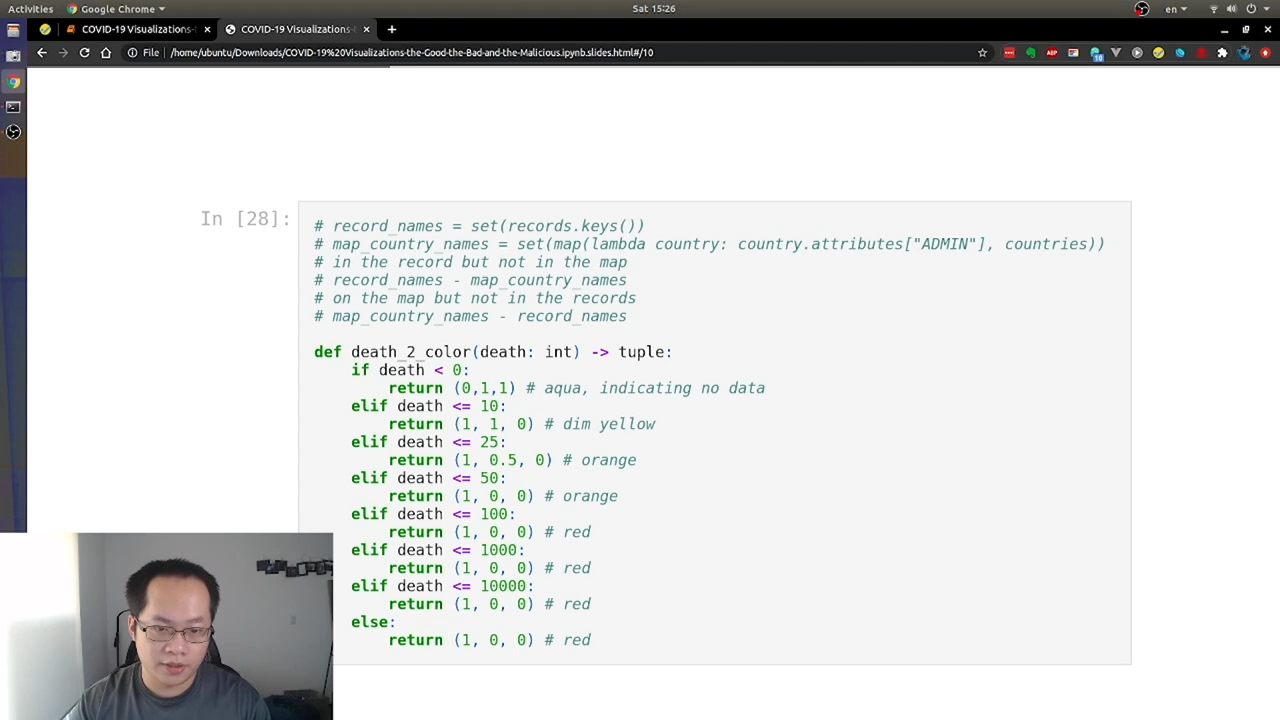 Activities
Google Chrome
Sat 15:26
en
COVID-19 Visualizations-
COVID-19 Visualizations-
File
/home/ubuntu/Downloads/COVID-19%20Visualizations-the-Good-the-Bad-and-the-Malicious.ipynb.slides.html#/10
ABP
10
In [28]:
# record_names = set(records.keys())
# map_country_names = set(map(lambda country: country.attributes["ADMIN"], countries))
# in the record but not in the map
# record_names - map_country_names
# on the map but not in the records
# map_country_names - record_names
def death_2_color(death: int) -> tuple:
    if death < 0:
        return (0,1,1) # aqua, indicating no data
    elif death <= 10:
        return (1, 1, 0) # dim yellow
    elif death <= 25:
        return (1, 0.5, 0) # orange
    elif death <= 50:
        return (1, 0, 0) # orange
    elif death <= 100:
        return (1, 0, 0) # red
    elif death <= 1000:
        return (1, 0, 0) # red
    elif death <= 10000:
        return (1, 0, 0) # red
    else:
        return (1, 0, 0) # red